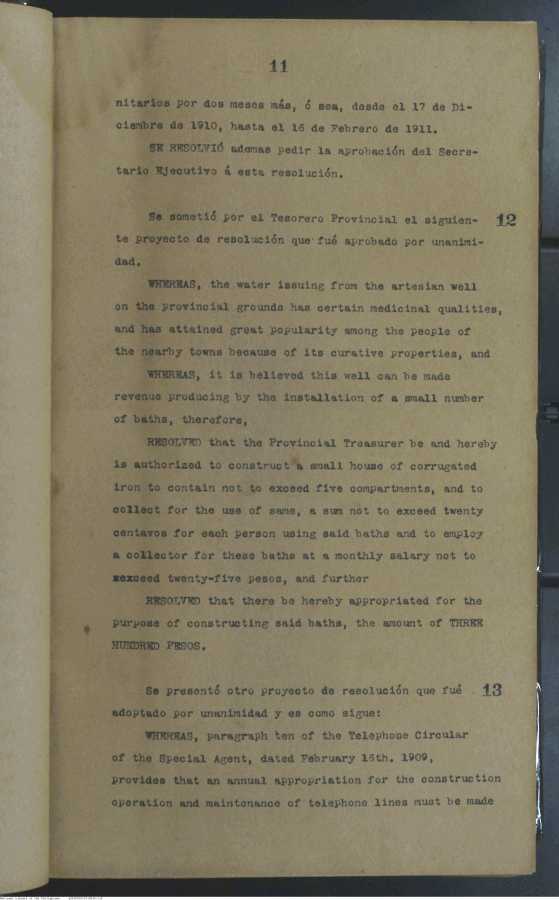 11
nitarios por dos meses más, ó sea, desde el 17 de Di-
ciembre de 1910, hasta el 16 de Febrero de 1911.
SE RESOLVIÓ ademas pedir la aprobación del Secre-
tario Ejecutivo á esta resolución.
Se sometió por el Tesorero Provincial el siguien- 12
te proyecto de resolución que fué aprobado por unanimi-
dad.
WHEREAS, the water issuing from the artesian well
on the provincial grounds has certain medicinal qualities,
and has attained great popularity among the people of
the nearby towns because of its curative properties, and
WHEREAS, it is believed this well can be made
revenue producing by the installation of a small number
of baths, therefore,
RESOLVED that the Provincial Treasurer be and hereby
is authorized to construct a small house of corrugated
iron to contain not to exceed five compartments, and to
collect for the use of same, a sum not to exceed twenty
centavos for each person using said baths and to employ
a collector for these baths at a monthly salary not to
xexceed twenty-five pesos, and further
RESOLVED that there be hereby appropriated for the
purpose of constructing said baths, the amount of THREE
HUNDRED PESOS.
Se presentó otro proyecto de resolución que fué 13
adoptado por unanimidad y es como sigue:
WHEREAS, paragraph ten of the Telephone Circular
of the Special Agent, dated February 15th. 1909,
provides that an annual appropriation for the construction
operation and maintenance of telephone lines must be made
National Library of the Philippines